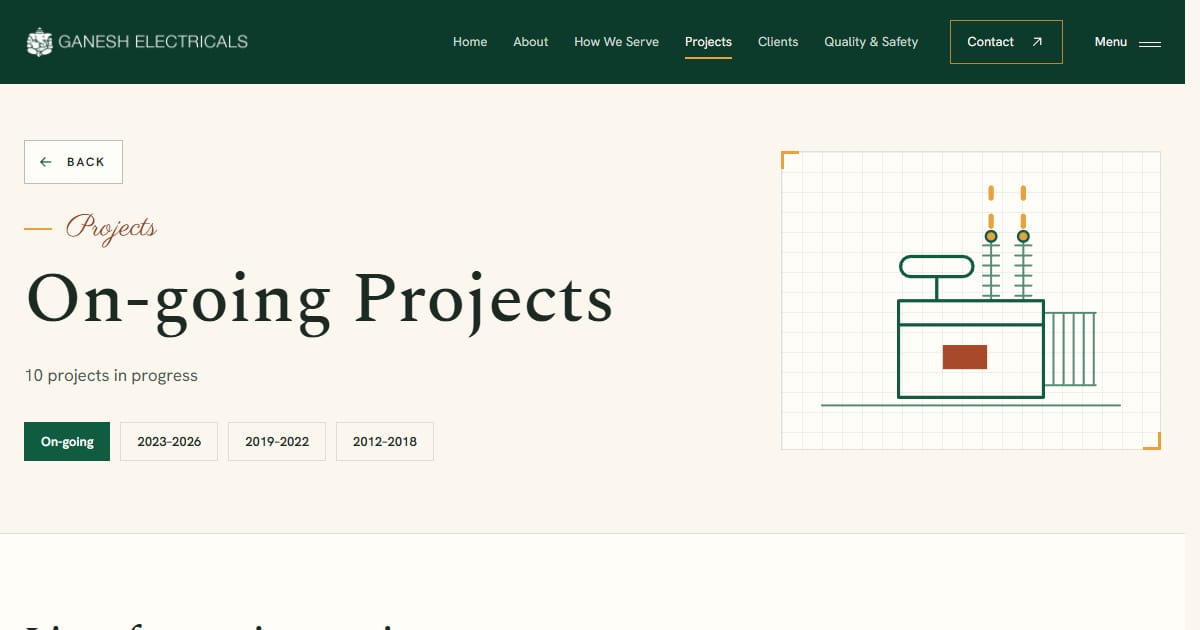 GANESH ELECTRICALS
Home About How We Serve Projects Clients Quality & Safety Contact Menu
BACK
Projects
On-going Projects
10 projects in progress
On-going 2023-2026 2019-2022 2012-2018